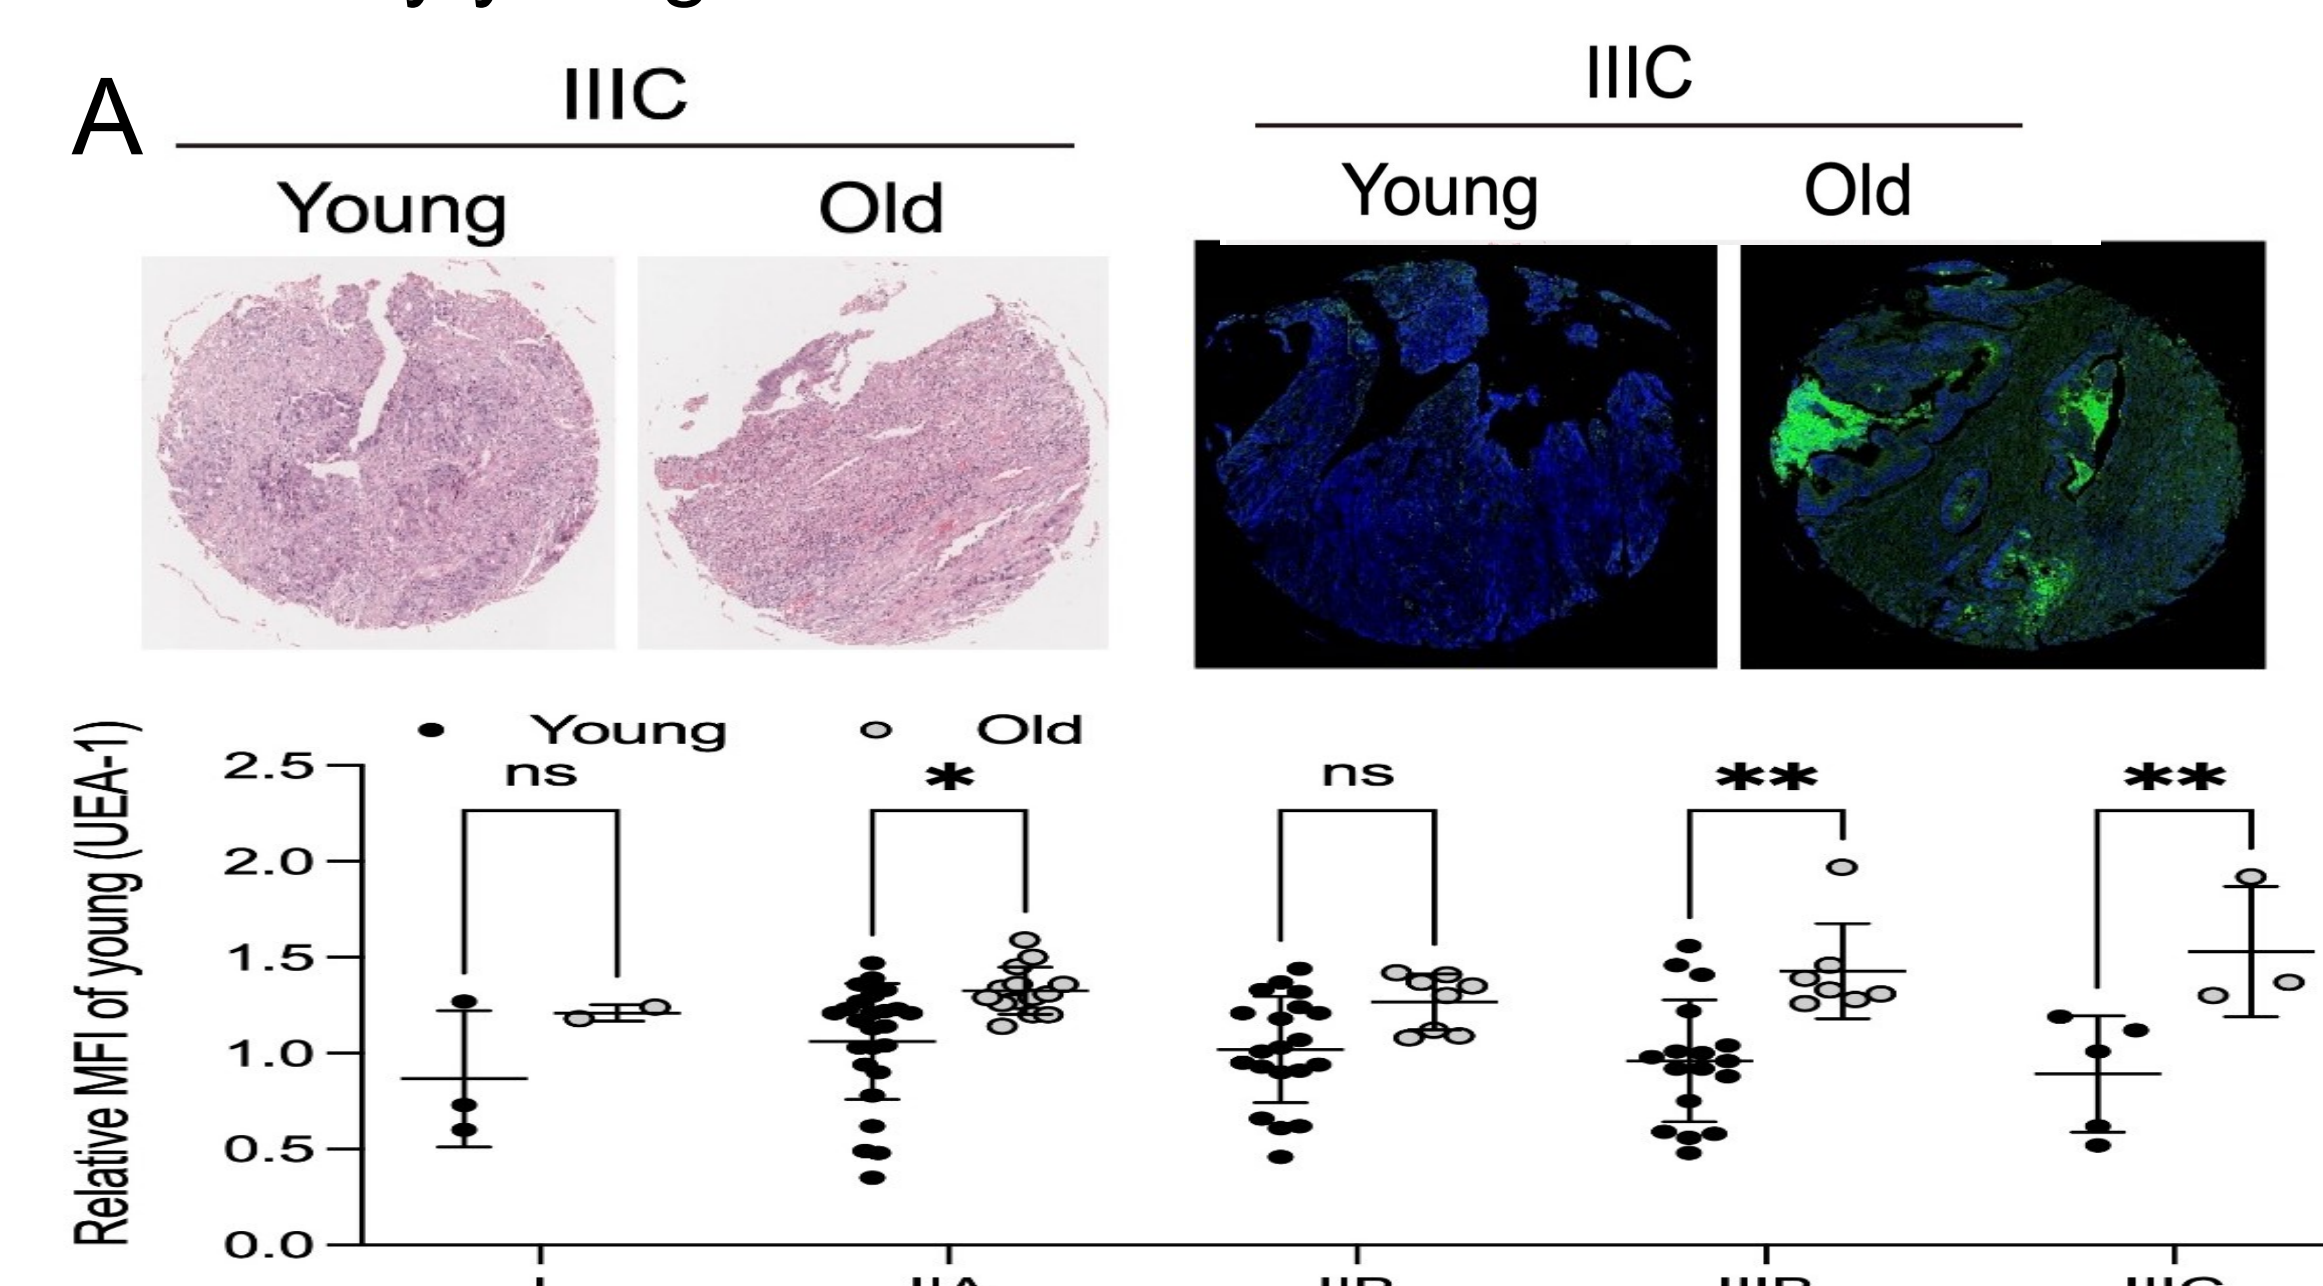 A
IIIC
Young Old
IIIC
Young Old
Relative MFI of young (UEA-1)
Young Old
2.5
2.0
1.5
1.0
0.5
0.0
ns * ns ** **